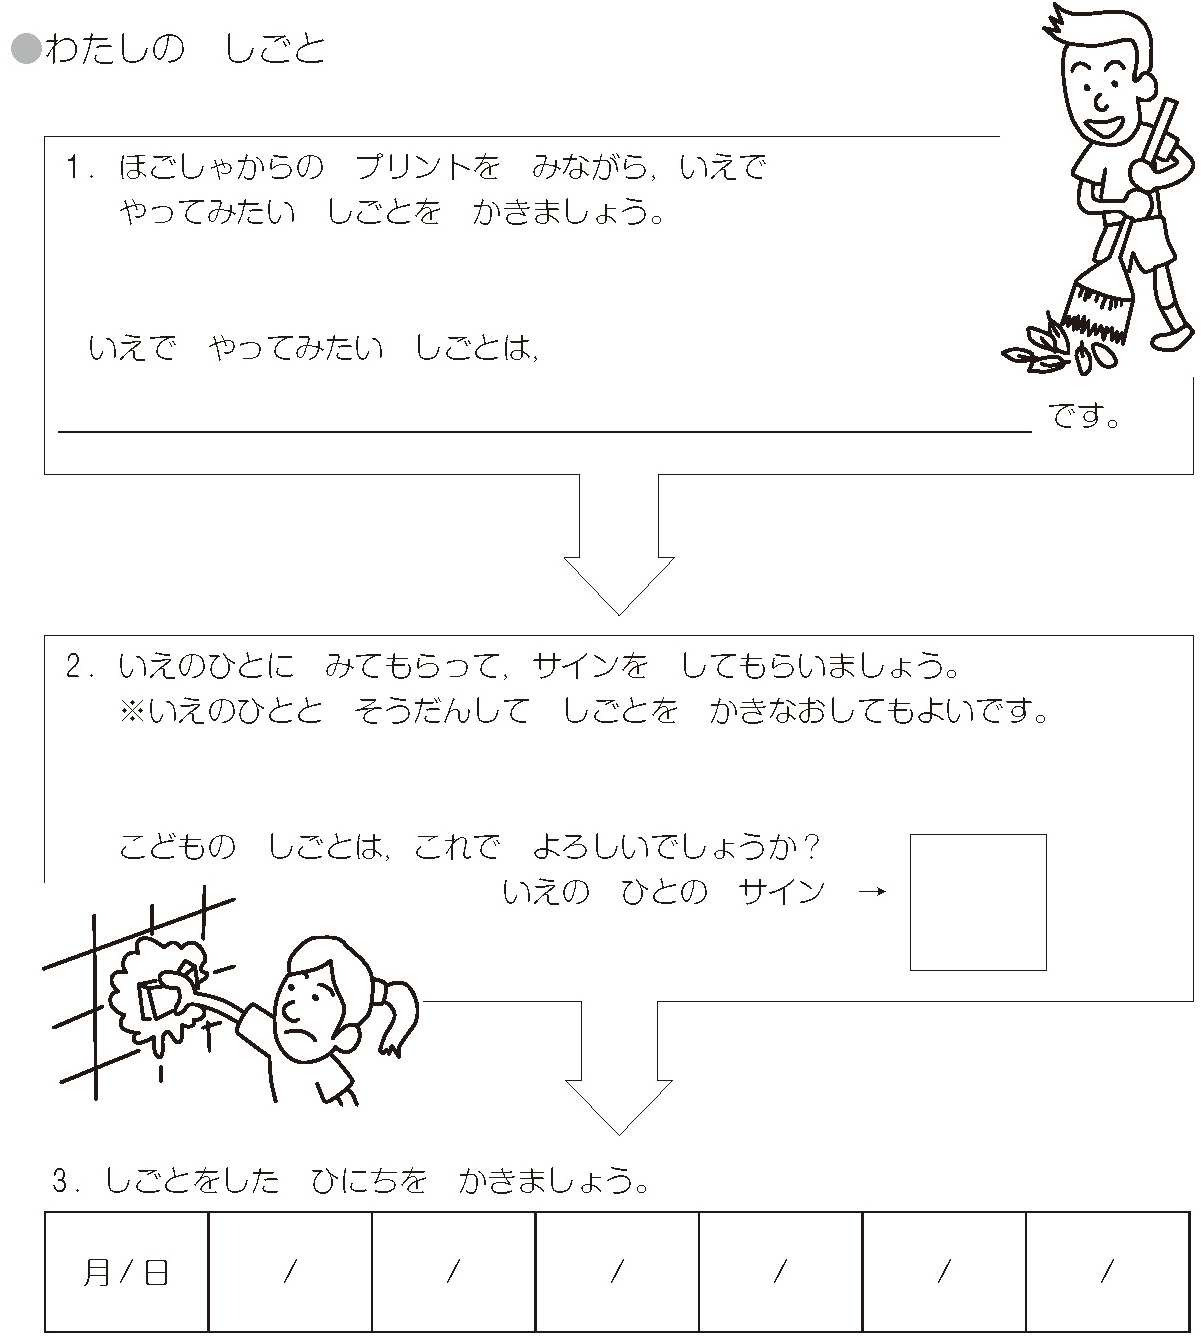 ●わたしの　しごと
1．ほごしゃからの　プリントを　みながら，いえで
やってみたい　しごとを　かきましょう。
いえで　やってみたい　しごとは，
です。
2．いえのひとに　みてもらって，サインを　してもらいましょう。
※いえのひとと　そうだんして　しごとを　かきなおしてもよいです。
こどもの　しごとは，これで　よろしいでしょうか？
いえの　ひとの　サイン　→
3．しごとをした　ひにちを　かきましょう。
月/日　/　/　/　/　/　/